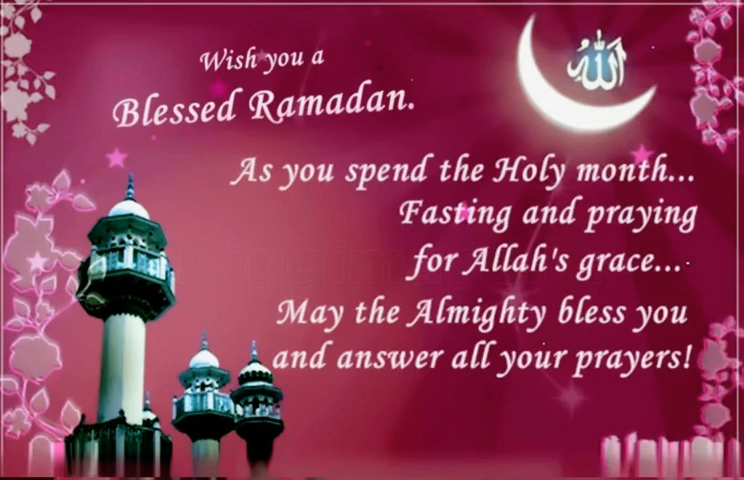 الله
Wish you a
Blessed Ramadan.
As you spend the Holy month...
Fasting and praying
for Allah's grace...
May the Almighty bless you
and answer all your prayers!